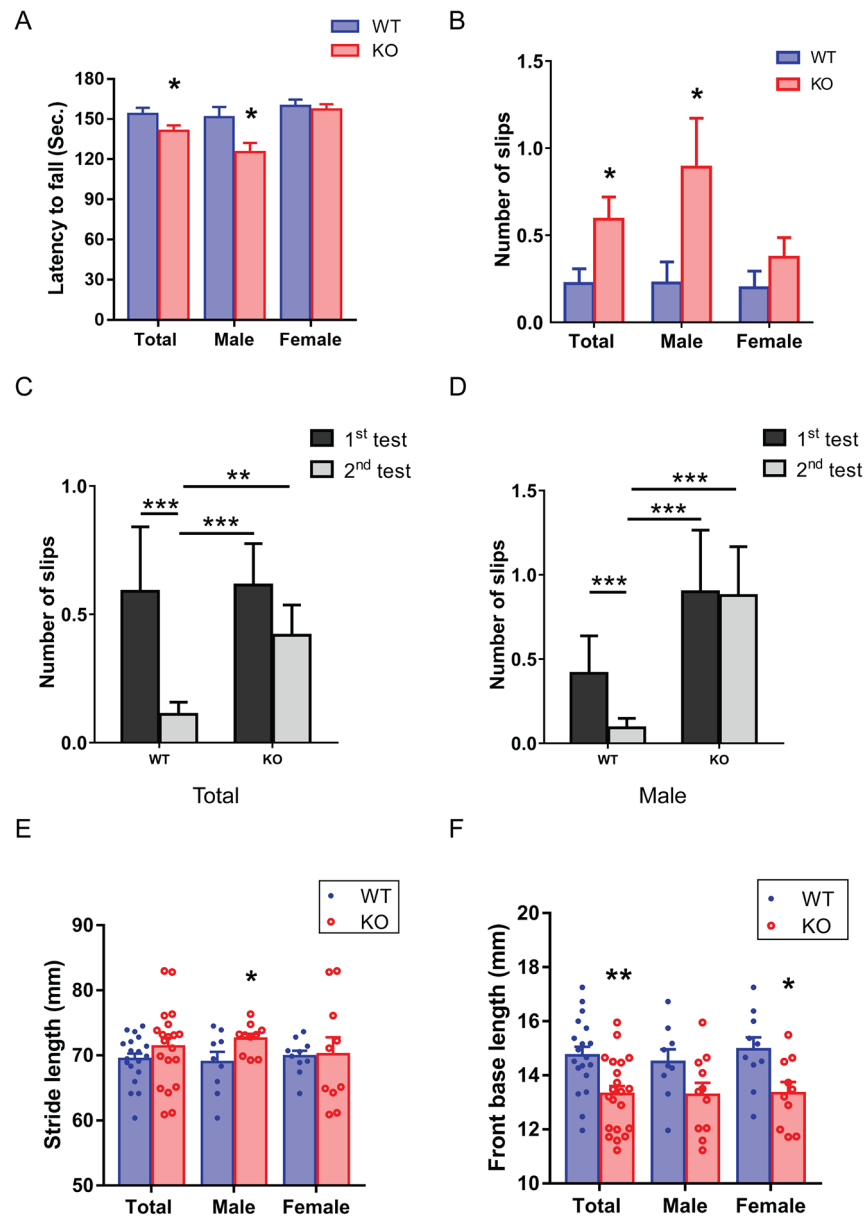 A
WT
KO
Latency to fall (Sec.)
180
150
120
90
60
30
0
*
*
Total Male Female
B
WT
KO
Number of slips
1.5
1.0
0.5
0.0
*
*
Total Male Female
C
1st test
2nd test
Number of slips
1.0
0.5
0.0
**
***
***
WT KO
Total
D
1st test
2nd test
Number of slips
1.5
1.0
0.5
0.0
***
***
***
WT KO
Male
E
WT
KO
Stride length (mm)
90
80
70
60
50
*
Total Male Female
F
WT
KO
Front base length (mm)
20
18
16
14
12
10
**
*
Total Male Female